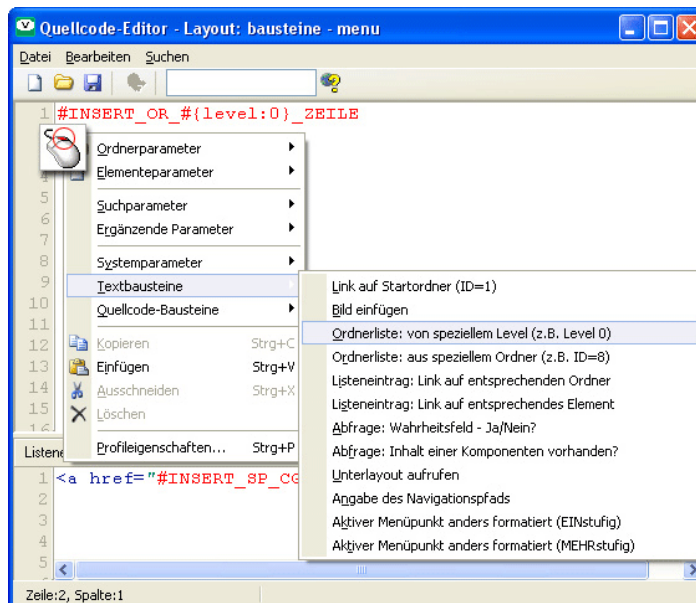 Quellcode-Editor - Layout: bausteine - menu
Datei Bearbeiten Suchen
1 #INSERT_OR_#{level:0}_ZEILE
Ordnerparameter
4 Elementeparameter
5 Suchparameter
6 Ergänzende Parameter
7
8 Systemparameter
9 Textbausteine
Link auf Startordner (ID=1)
10 Quellcode-Bausteine
Bild einfügen
11
Ordnerliste: von speziellem Level (z.B. Level 0)
12 Kopieren Strg+C
Ordnerliste: aus speziellem Ordner (z.B. ID=8)
13 Einfügen Strg+V
Listeneintrag: Link auf entsprechenden Ordner
14 Ausschneiden Strg+X
Listeneintrag: Link auf entsprechendes Element
15 Löschen
Abfrage: Wahrheitsfeld - Ja/Nein?
16
Listene
Profileigenschaften... Strg+P
Abfrage: Inhalt einer Komponenten vorhanden?
1 <a href="#INSERT_SP_CG
Unterlayout aufrufen
2
Angabe des Navigationspfads
3
Aktiver Menüpunkt anders formatiert (EINstufig)
4
Aktiver Menüpunkt anders formatiert (MEHRstufig)
5
Zeile:2, Spalte:1